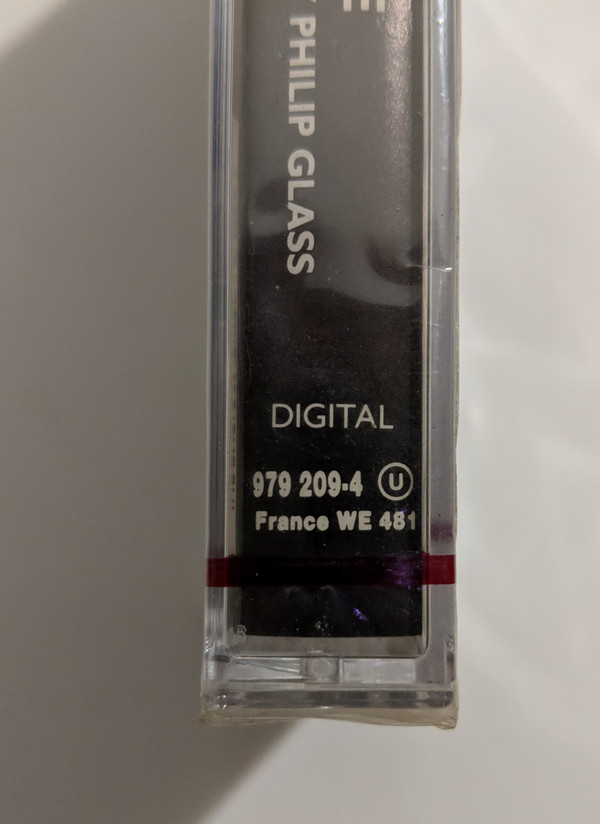 PHILIP GLASS
DIGITAL
979 209-4 U
France WE 481